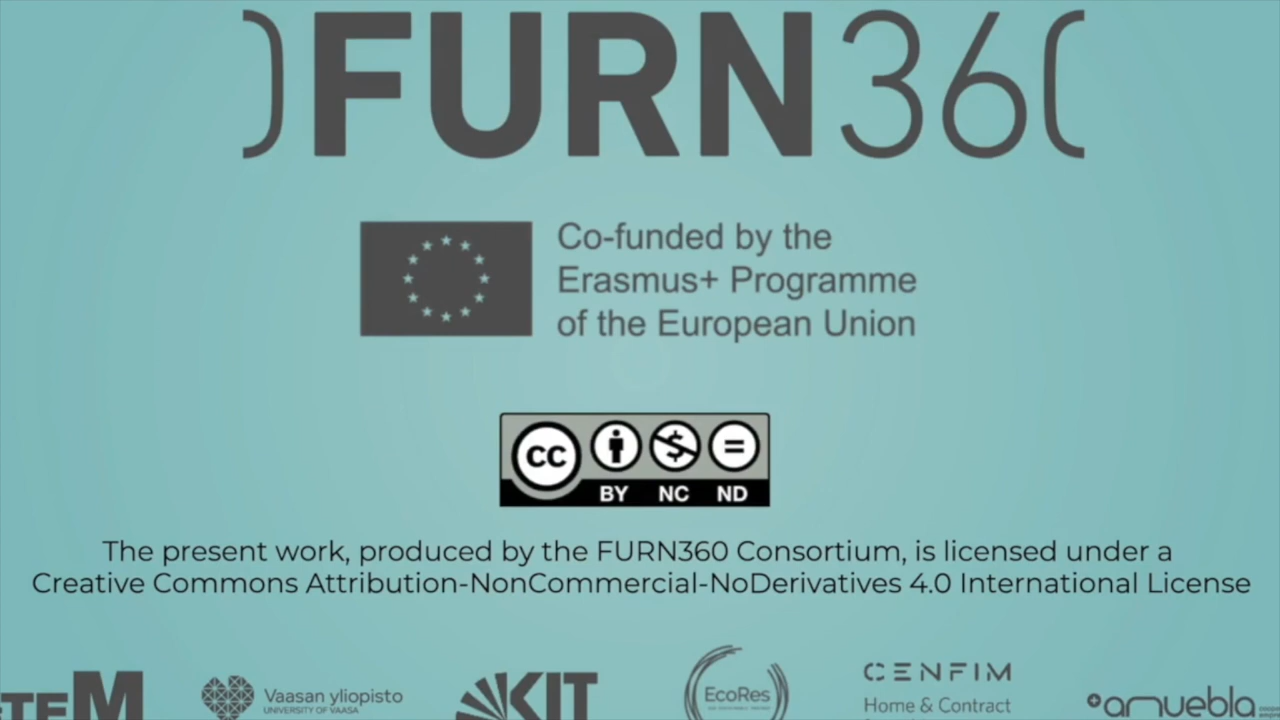 )FURN360(
Co-funded by the
Erasmus+ Programme
of the European Union
CC
BY NC ND
The present work, produced by the FURN360 Consortium, is licensed under a
Creative Commons Attribution-NonCommercial-NoDerivatives 4.0 International License
Vaasan yliopisto
UNIVERSITY OF VAASA
KIT
EcoRes
CENFIM
Home & Contract
amuebla